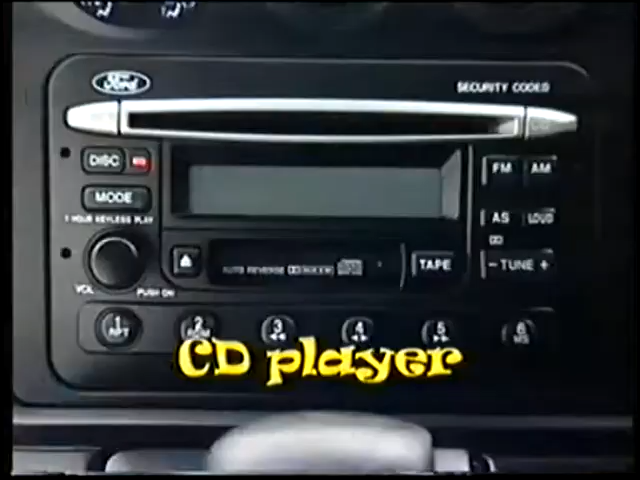 Ford
SECURITY CODED
DISC
FM AM
MODE
AS LOUD
1 HOUR KEYLESS PLAY
- TUNE +
AUTO REVERSE
TAPE
VOL
PUSH ON
1 2 3 4 5 6
RPT
CD player